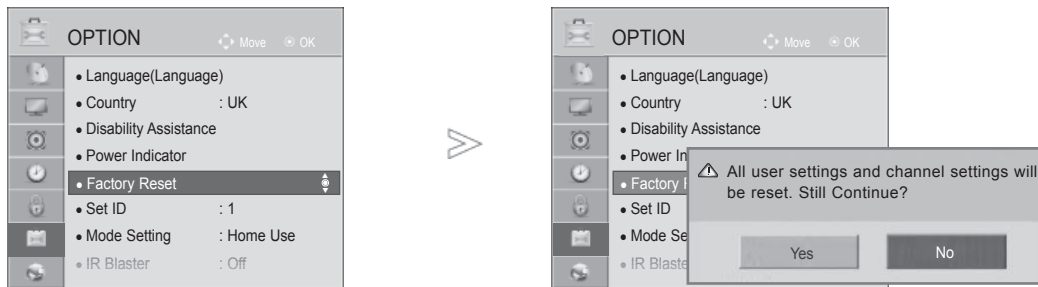 OPTION
Move OK
• Language(Language)
• Country : UK
• Disability Assistance
• Power Indicator
• Factory Reset
• Set ID : 1
• Mode Setting : Home Use
• IR Blaster : Off
OPTION
Move OK
• Language(Language)
• Country : UK
• Disability Assistance
• Power In
• Factory
• Set ID
• Mode Se
• IR Blaste
All user settings and channel settings will
be reset. Still Continue?
Yes No